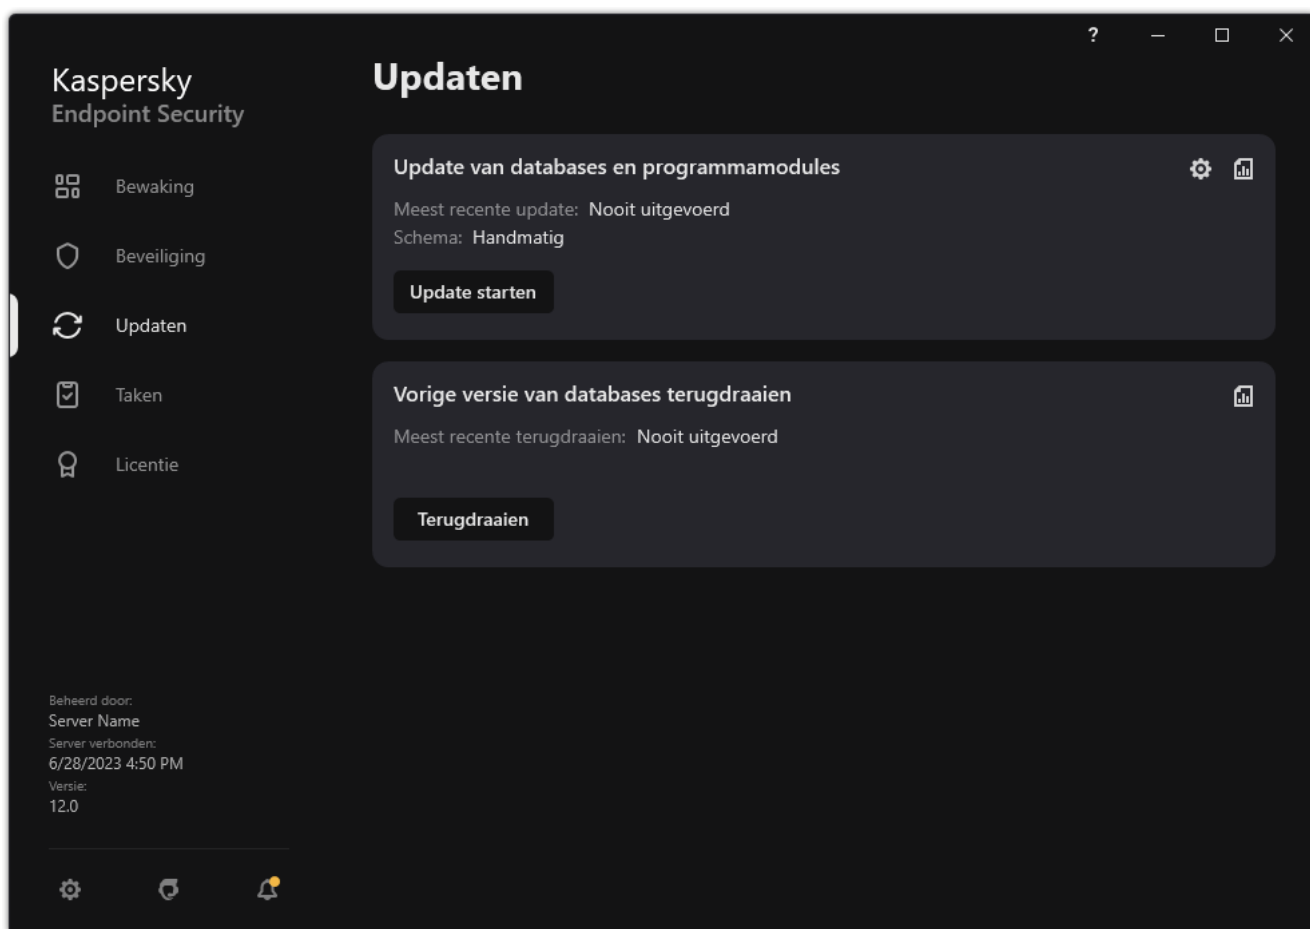 ?
Kaspersky
Endpoint Security
Bewaking
Beveiliging
Updaten
Taken
Licentie
Beheerd door:
Server Name
Server verbonden:
6/28/2023 4:50 PM
Versie:
12.0
Updaten
Update van databases en programmamodules
Meest recente update: Nooit uitgevoerd
Schema: Handmatig
Update starten
Vorige versie van databases terugdraaien
Meest recente terugdraaien: Nooit uitgevoerd
Terugdraaien